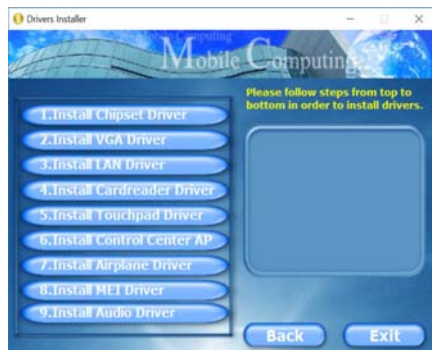 Drivers Installer
Mobile Computing
Mobile Computing
Please follow steps from top to
bottom in order to install drivers.
1.Install Chipset Driver
2.Install VGA Driver
3.Install LAN Driver
4.Install Cardreader Driver
5.Install Touchpad Driver
6.Install Control Center AP
7.Install Airplane Driver
8.Install MEI Driver
9.Install Audio Driver
Back
Exit